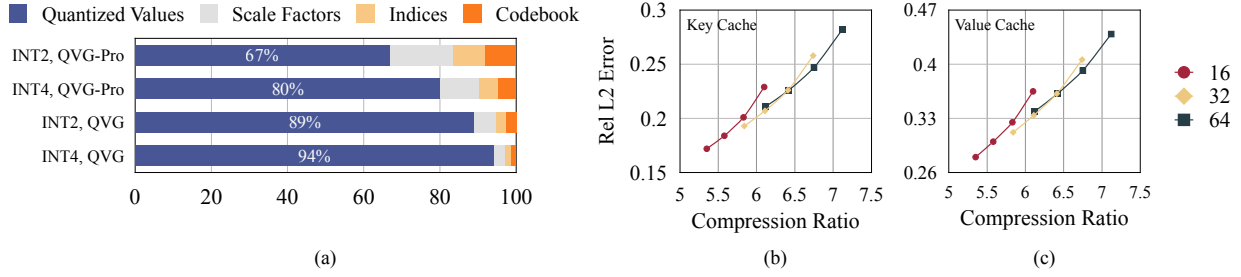 Quantized Values Scale Factors Indices Codebook
INT2, QVG-Pro 67%
INT4, QVG-Pro 80%
INT2, QVG 89%
INT4, QVG 94%
0 20 40 60 80 100
(a)
Rel L2 Error
0.3
0.25
0.2
0.15
Key Cache
5 5.5 6 6.5 7 7.5
Compression Ratio
(b)
0.47
0.4
0.33
0.26
Value Cache
5 5.5 6 6.5 7 7.5
Compression Ratio
(c)
16
32
64